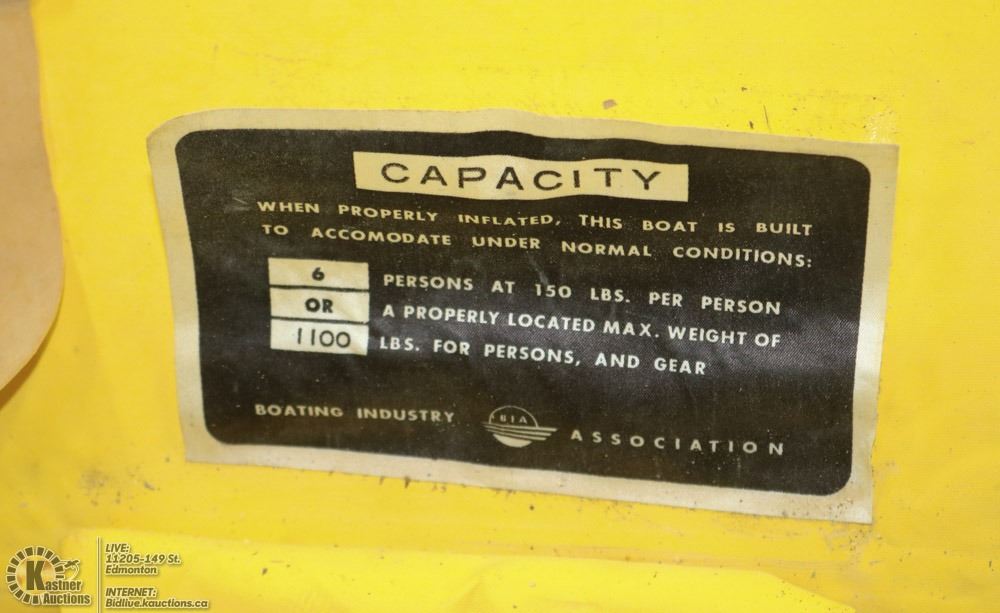 CAPACITY
WHEN PROPERLY INFLATED, THIS BOAT IS BUILT
TO ACCOMODATE UNDER NORMAL CONDITIONS:
6 PERSONS AT 150 LBS. PER PERSON
OR A PROPERLY LOCATED MAX. WEIGHT OF
1100 LBS. FOR PERSONS, AND GEAR
BOATING INDUSTRY BIA ASSOCIATION
Kastner
Auctions
LIVE:
11205-149 St.
Edmonton
INTERNET:
Bidlive.kauctions.ca